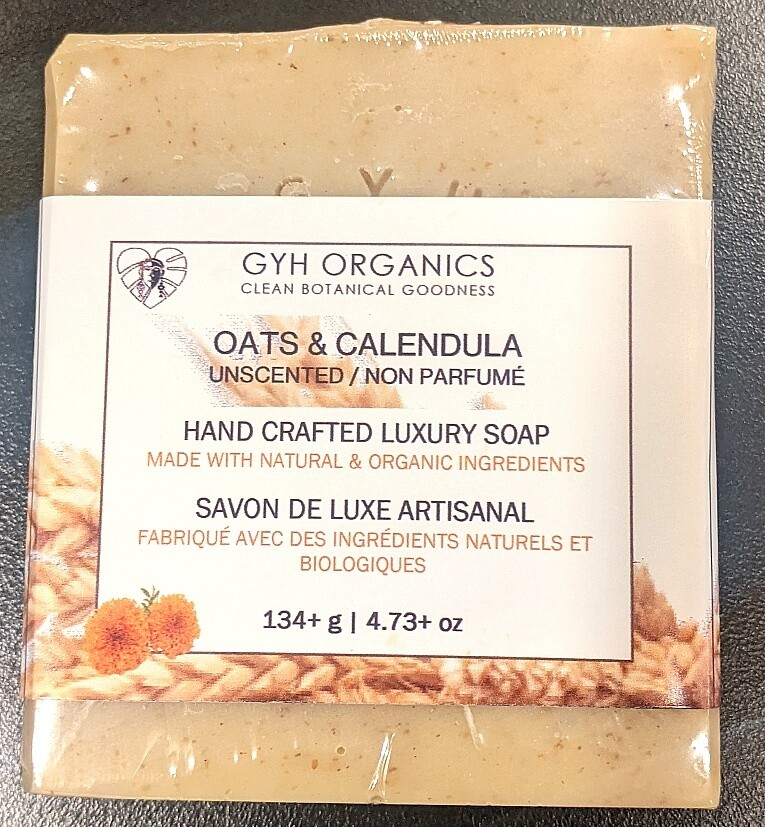 G Y H
GYH ORGANICS
CLEAN BOTANICAL GOODNESS
OATS & CALENDULA
UNSCENTED / NON PARFUMÉ
HAND CRAFTED LUXURY SOAP
MADE WITH NATURAL & ORGANIC INGREDIENTS
SAVON DE LUXE ARTISANAL
FABRIQUÉ AVEC DES INGRÉDIENTS NATURELS ET
BIOLOGIQUES
134+ g | 4.73+ oz